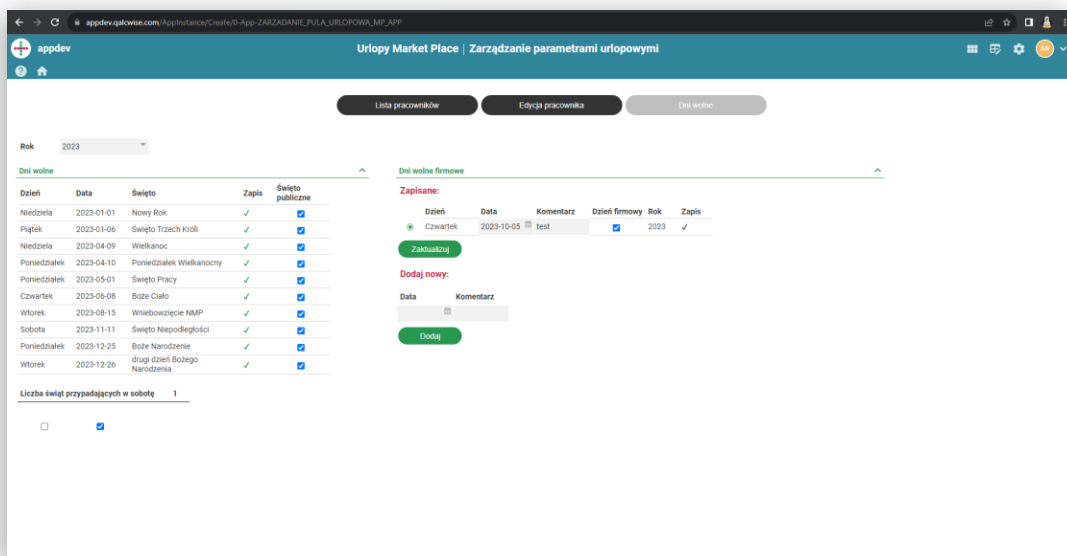 appdev.qalcwise.com/AppInstance/Create/0-App-ZARZADANIE_PULA_URLOPOWA_MP_APP
appdev
Urlopy Market Place | Zarządzanie parametrami urlopowymi
AN
Lista pracowników
Edycja pracownika
Dni wolne
Rok 2023
Dni wolne
Dzień Data Święto Zapis Święto publiczne
Niedziela 2023-01-01 Nowy Rok ✓
Piątek 2023-01-06 Święto Trzech Króli ✓
Niedziela 2023-04-09 Wielkanoc ✓
Poniedziałek 2023-04-10 Poniedziałek Wielkanocny ✓
Poniedziałek 2023-05-01 Święto Pracy ✓
Czwartek 2023-06-08 Boże Ciało ✓
Wtorek 2023-08-15 Wniebowzięcie NMP ✓
Sobota 2023-11-11 Święto Niepodległości ✓
Poniedziałek 2023-12-25 Boże Narodzenie ✓
Wtorek 2023-12-26 drugi dzień Bożego Narodzenia ✓
Liczba świąt przypadających w sobotę 1
Dni wolne firmowe
Zapisane:
Dzień Data Komentarz Dzień firmowy Rok Zapis
Czwartek 2023-10-05 test 2023 ✓
Zaktualizuj
Dodaj nowy:
Data Komentarz
Dodaj